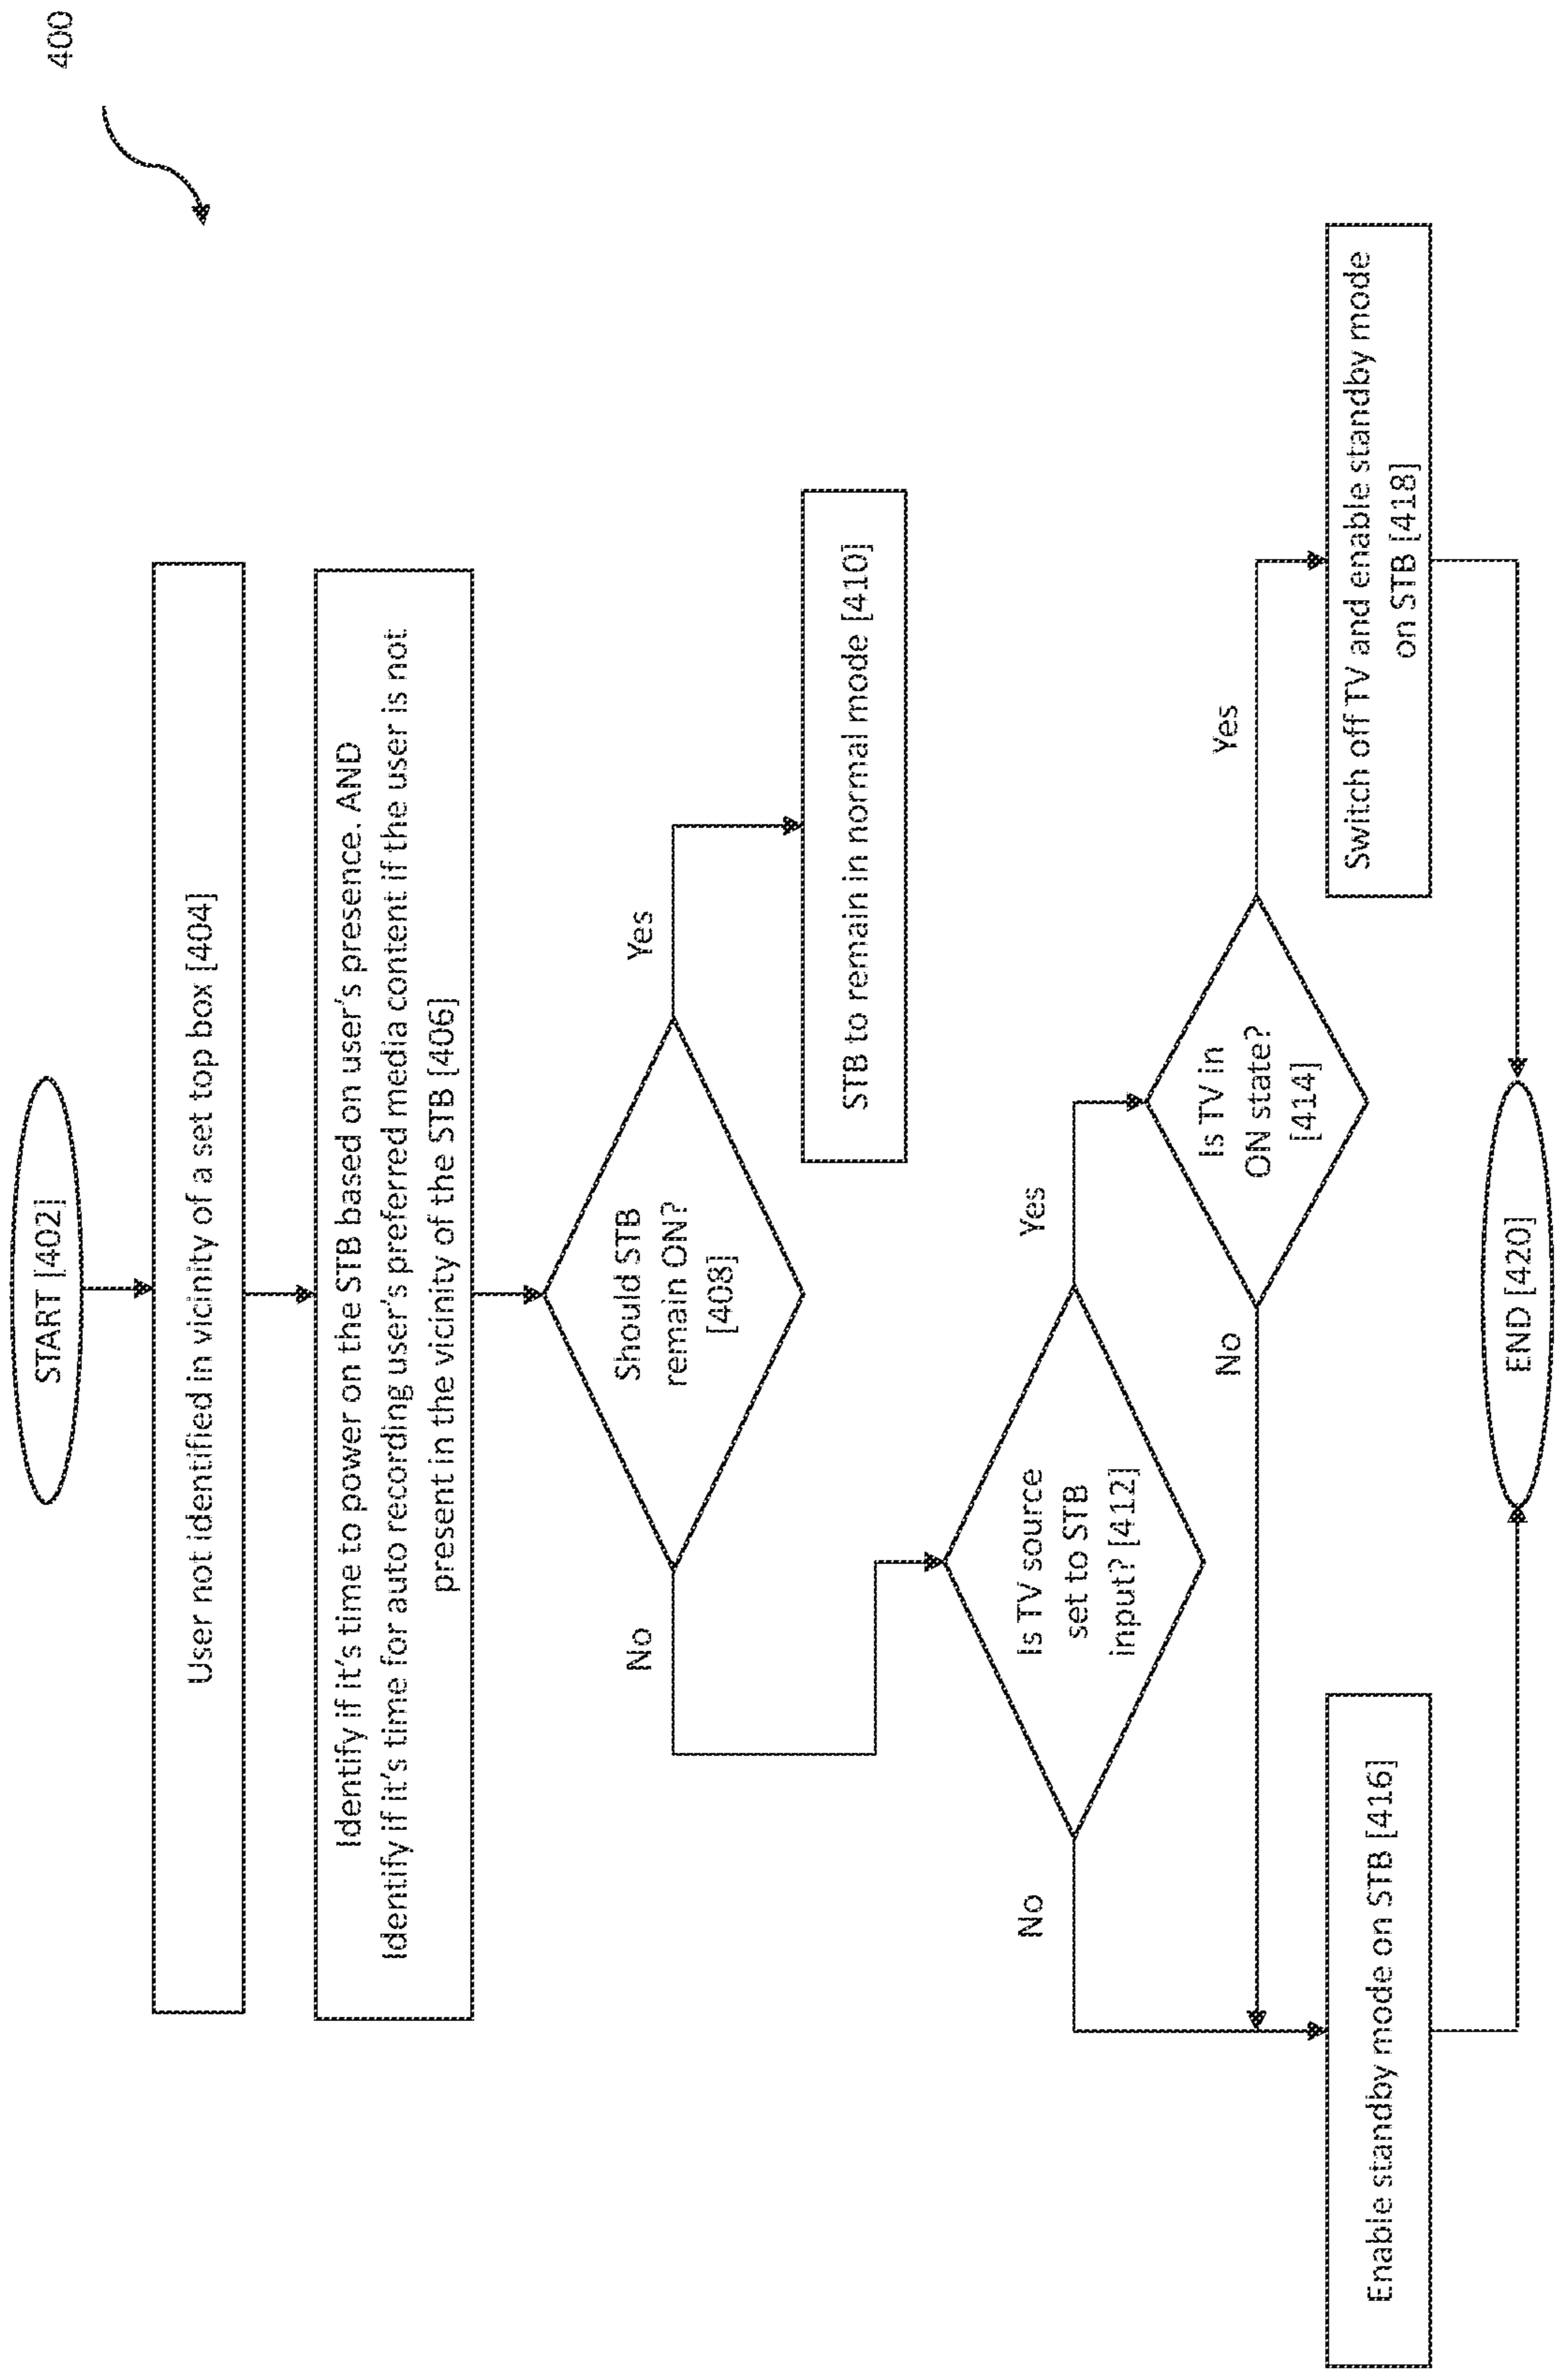 400
START [402]
User not identified in vicinity of a set top box [404]
Identify if it's time to power on the STB based on user's presence. AND
Identify if it's time for auto recording user's preferred media content if the user is not
present in the vicinity of the STB [406]
Should STB
remain ON?
[408]
No
Yes
STB to remain in normal mode [410]
Is TV source
set to STB
input? [412]
No
Yes
Is TV in
ON state?
[414]
No
Yes
Enable standby mode on STB [416]
Switch off TV and enable standby mode
on STB [418]
END [420]